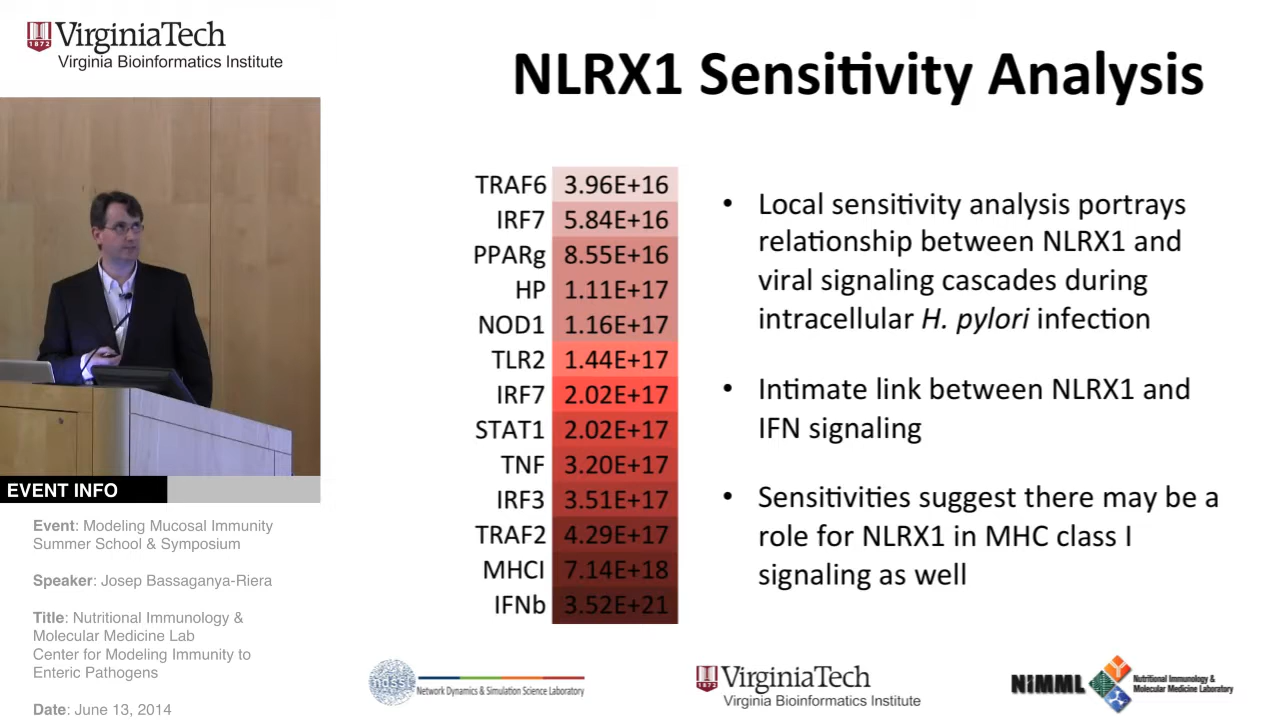 1872
VirginiaTech
Virginia Bioinformatics Institute
NLRX1 Sensitivity Analysis
TRAF6 3.96E+16
IRF7 5.84E+16
PPARg 8.55E+16
HP 1.11E+17
NOD1 1.16E+17
TLR2 1.44E+17
IRF7 2.02E+17
STAT1 2.02E+17
TNF 3.20E+17
IRF3 3.51E+17
TRAF2 4.29E+17
MHCI 7.14E+18
IFNb 3.52E+21
• Local sensitivity analysis portrays
relationship between NLRX1 and
viral signaling cascades during
intracellular H. pylori infection
• Intimate link between NLRX1 and
IFN signaling
• Sensitivities suggest there may be a
role for NLRX1 in MHC class I
signaling as well
EVENT INFO
Event: Modeling Mucosal Immunity
Summer School & Symposium
Speaker: Josep Bassaganya-Riera
Title: Nutritional Immunology &
Molecular Medicine Lab
Center for Modeling Immunity to
Enteric Pathogens
Date: June 13, 2014
ndssl
Network Dynamics & Simulation Science Laboratory
1872
VirginiaTech
Virginia Bioinformatics Institute
NIMML
Nutritional Immunology &
Molecular Medicine Laboratory